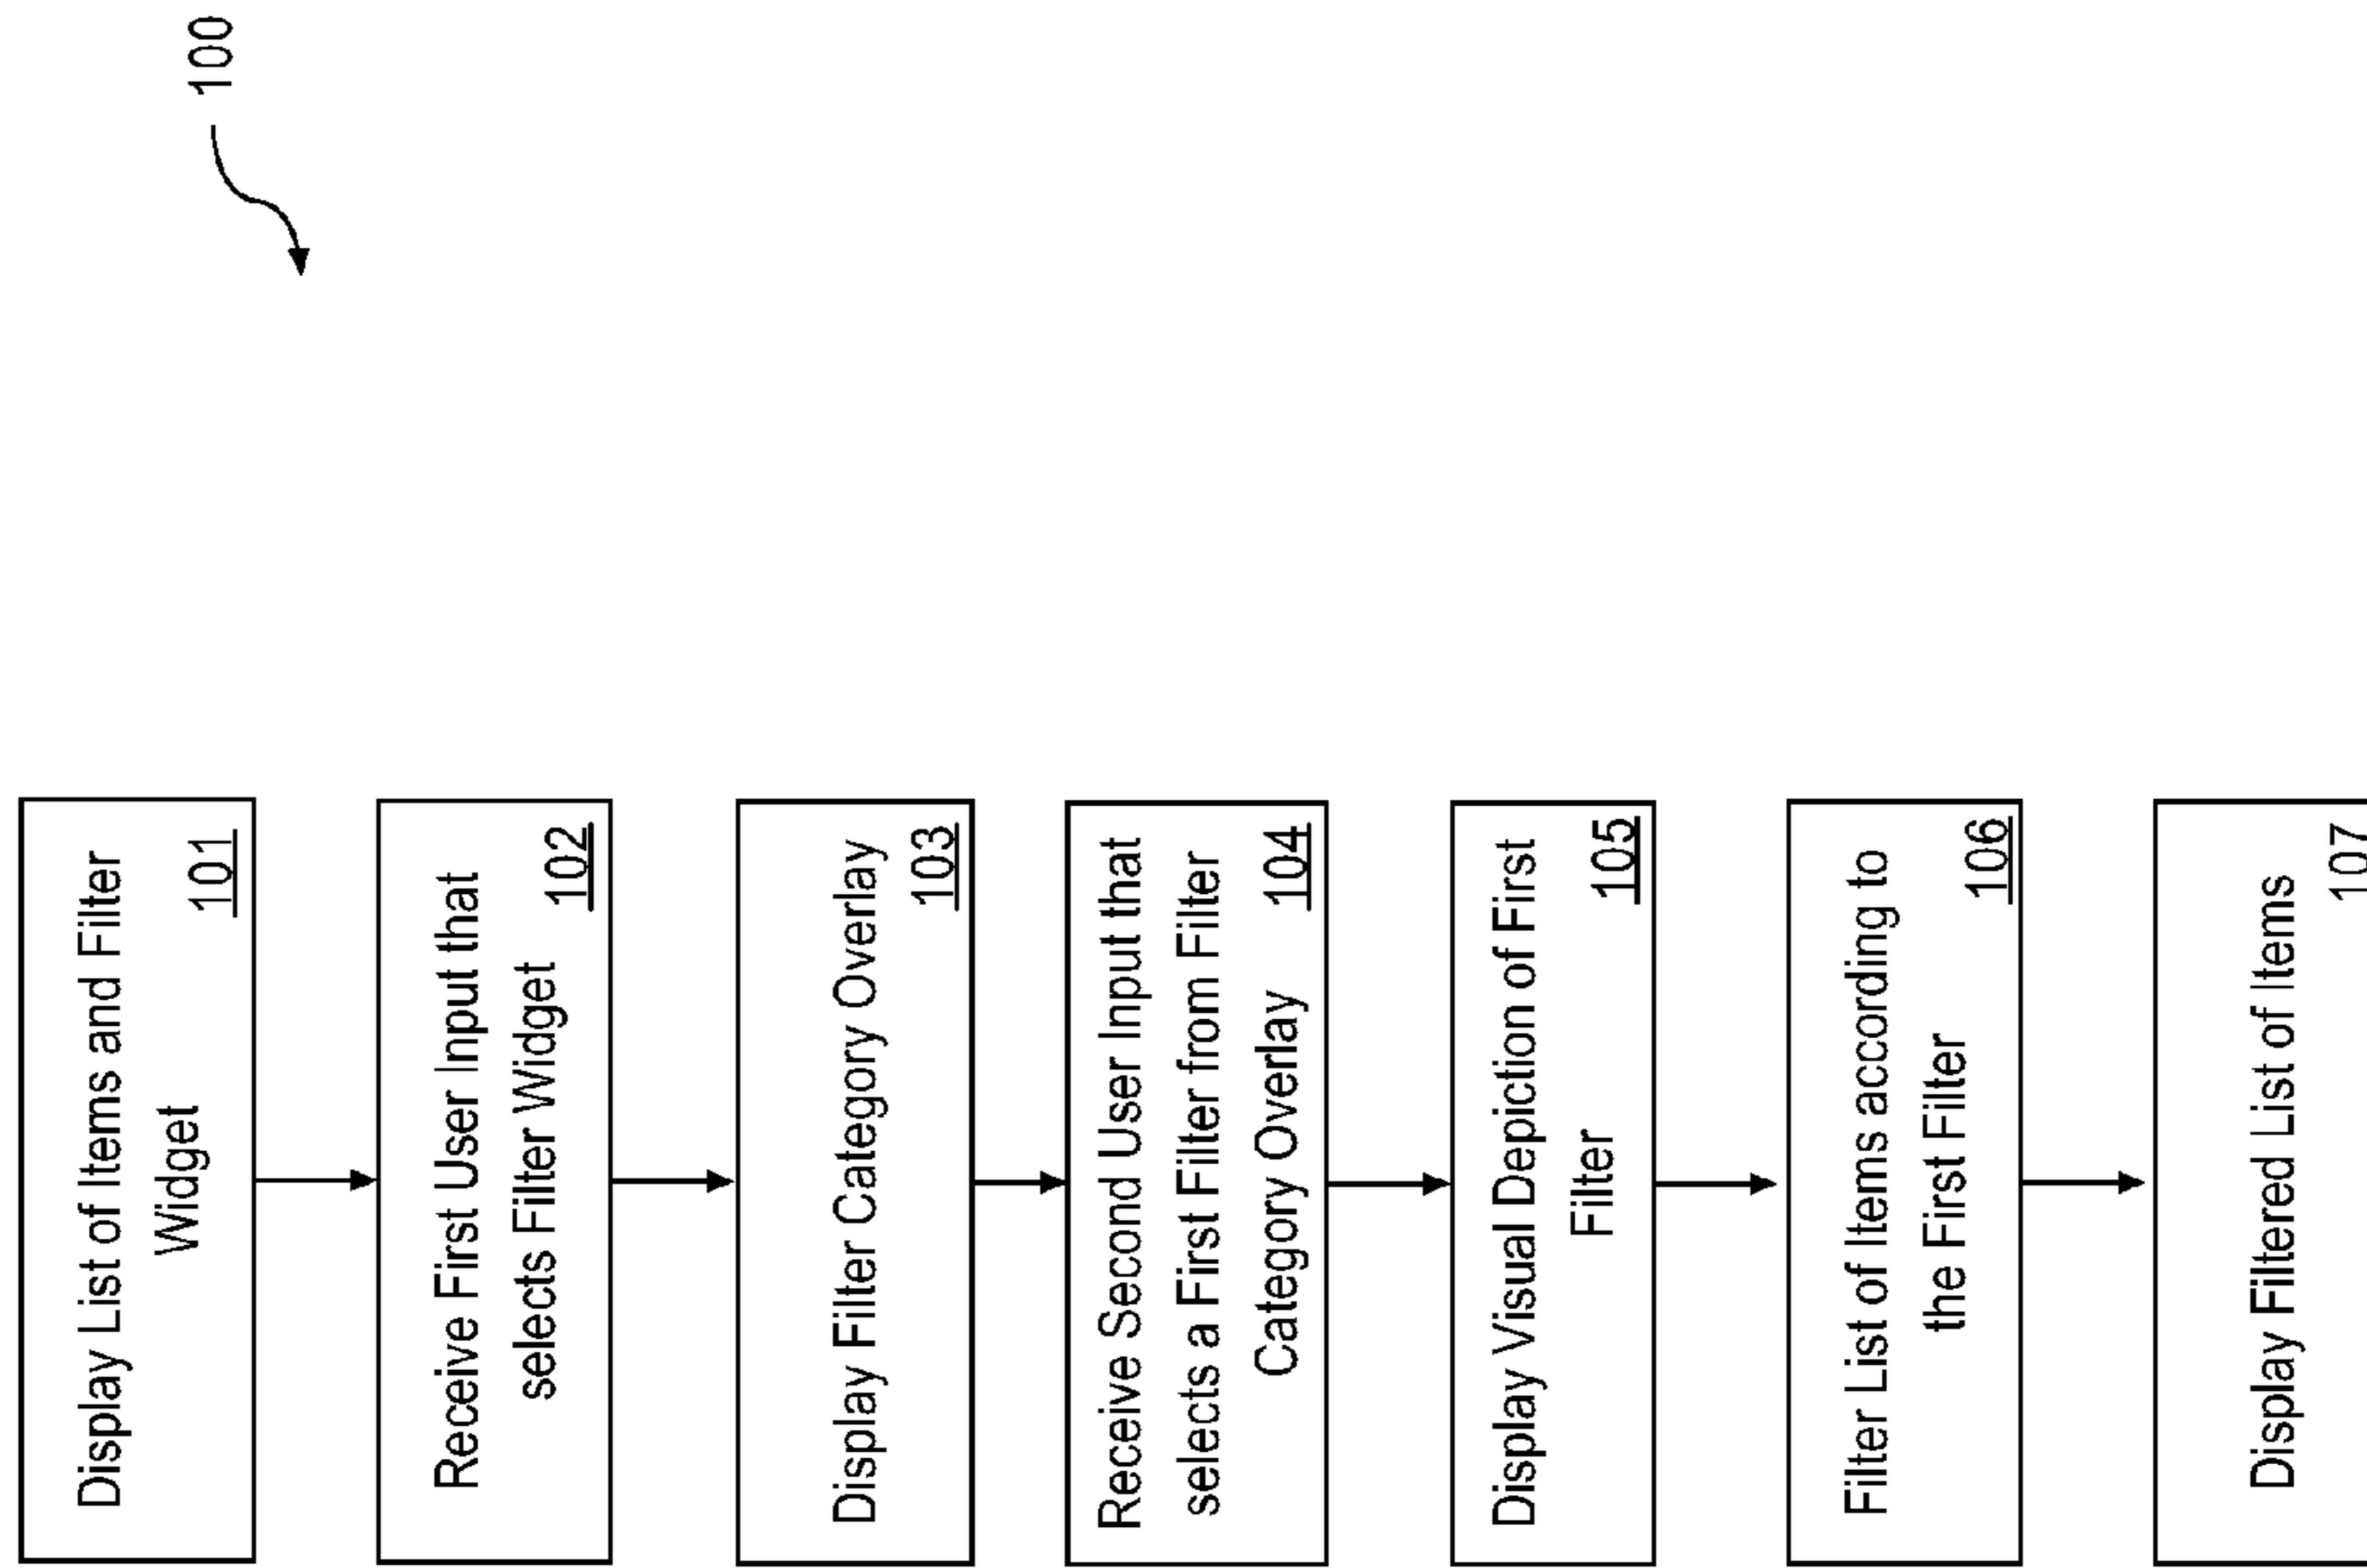 100
Display List of Items and Filter
Widget
101
Receive First User Input that
selects Filter Widget
102
Display Filter Category Overlay
103
Receive Second User Input that
selects a First Filter from Filter
Category Overlay
104
Display Visual Depiction of First
Filter
105
Filter List of Items according to
the First Filter
106
Display Filtered List of Items
107